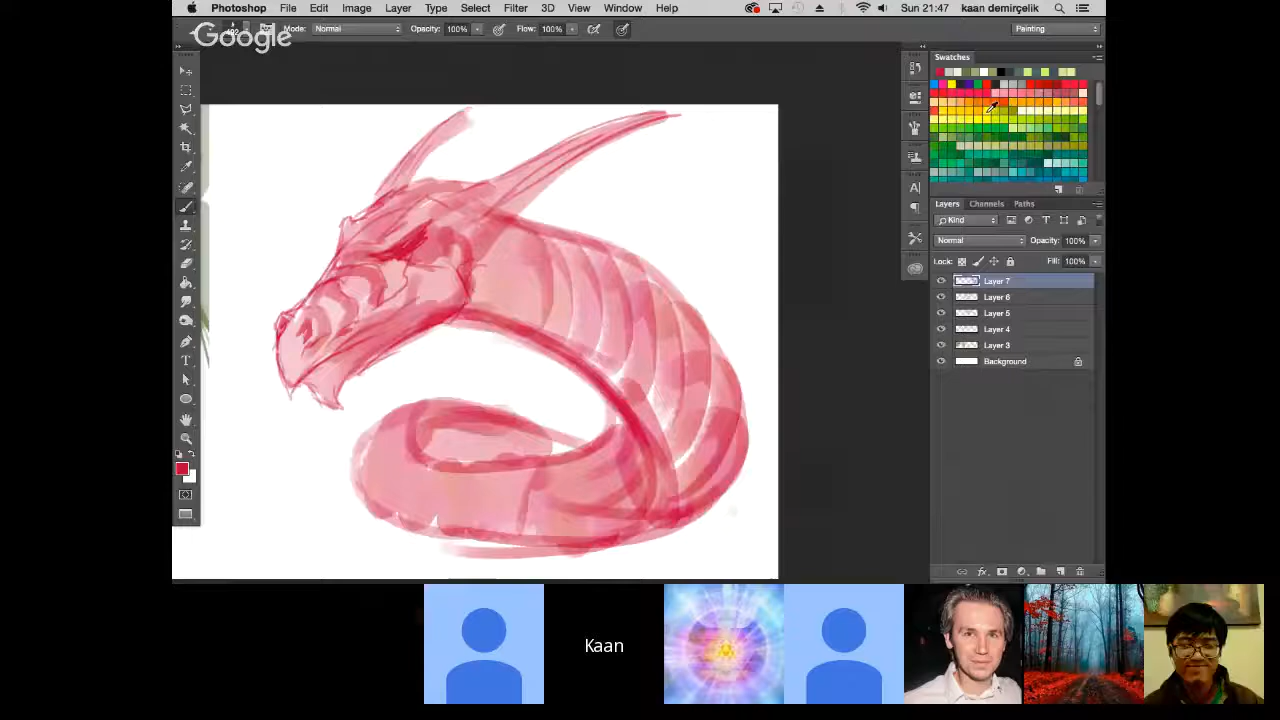 Photoshop File Edit Image Layer Type Select Filter 3D View Window Help Sun 21:47 kaan demirçelik
Google
Mode: Normal Opacity: 100% Flow: 100% Painting
Swatches
Layers Channels Paths
Kind
Normal Opacity: 100%
Lock: Fill: 100%
Layer 7
Layer 6
Layer 5
Layer 4
Layer 3
Background
fx
Kaan